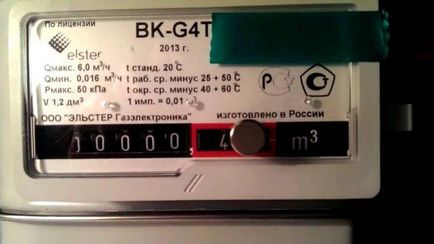 По лицензии
elster
BK-G4T
2013 г.
Qмакс. 6,0 м³/ч t станд. 20°C
Qмин. 0,016 м³/ч t раб. ср. минус 25 + 50°C
Pмакс. 50 кПа t окр. ср. минус 40 + 60°C
V 1,2 дм³ 1 имп. = 0,01
ООО "ЭЛЬСТЕР Газэлектроника" изготовлено в России
10000, 4 m³